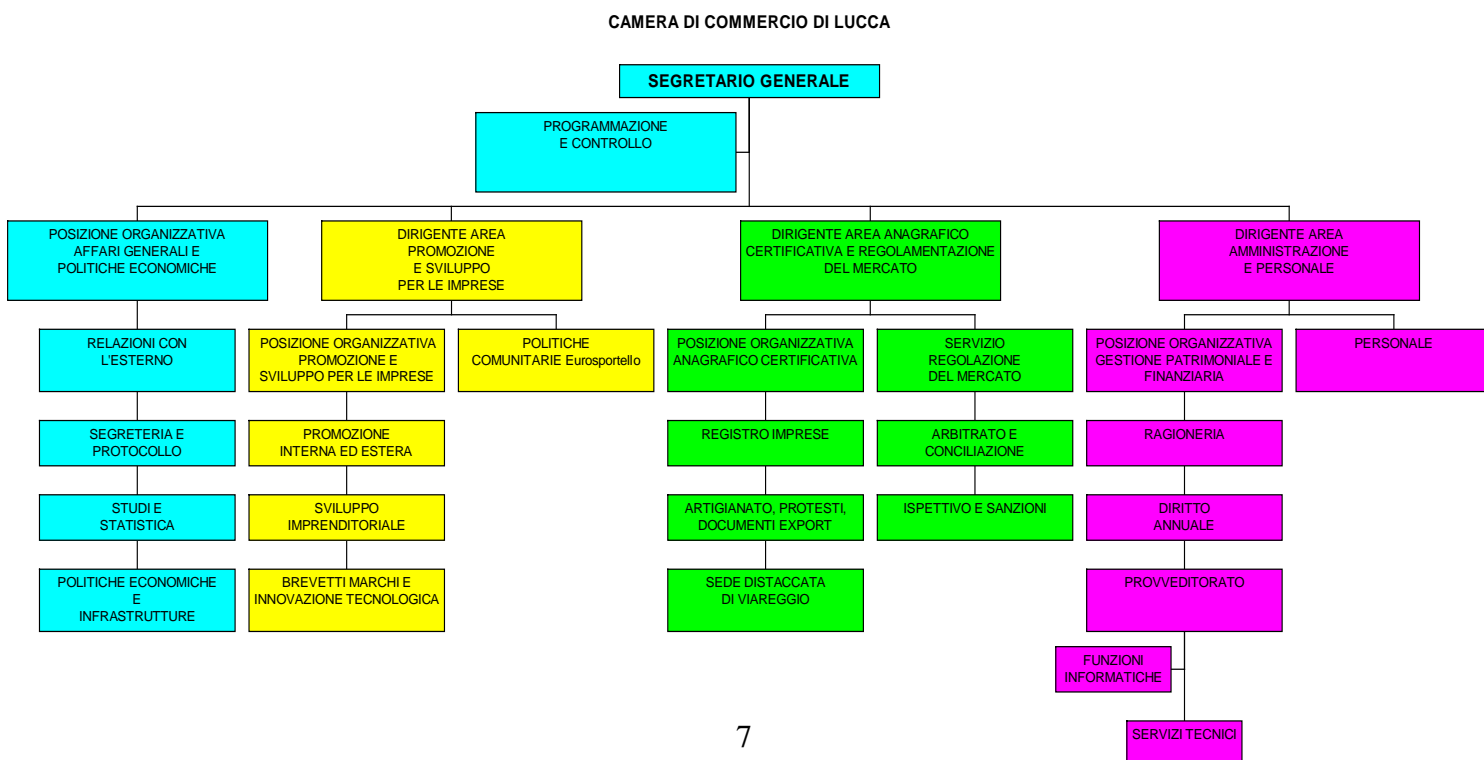 CAMERA DI COMMERCIO DI LUCCA
SEGRETARIO GENERALE
PROGRAMMAZIONE
E CONTROLLO
POSIZIONE ORGANIZZATIVA
AFFARI GENERALI E
POLITICHE ECONOMICHE
DIRIGENTE AREA
PROMOZIONE
E SVILUPPO
PER LE IMPRESE
DIRIGENTE AREA ANAGRAFICO
CERTIFICATIVA E REGOLAMENTAZIONE
DEL MERCATO
DIRIGENTE AREA
AMMINISTRAZIONE
E PERSONALE
RELAZIONI CON
L'ESTERNO
POSIZIONE ORGANIZZATIVA
PROMOZIONE E
SVILUPPO PER LE IMPRESE
POLITICHE
COMUNITARIE Eurosportello
POSIZIONE ORGANIZZATIVA
ANAGRAFICO CERTIFICATIVA
SERVIZIO
REGOLAZIONE
DEL MERCATO
POSIZIONE ORGANIZZATIVA
GESTIONE PATRIMONIALE E
FINANZIARIA
PERSONALE
SEGRETERIA E
PROTOCOLLO
PROMOZIONE
INTERNA ED ESTERA
REGISTRO IMPRESE
ARBITRATO E
CONCILIAZIONE
RAGIONERIA
STUDI E
STATISTICA
SVILUPPO
IMPRENDITORIALE
ARTIGIANATO, PROTESTI,
DOCUMENTI EXPORT
ISPETTIVO E SANZIONI
DIRITTO
ANNUALE
POLITICHE ECONOMICHE
E
INFRASTRUTTURE
BREVETTI MARCHI E
INNOVAZIONE TECNOLOGICA
SEDE DISTACCATA
DI VIAREGGIO
PROVVEDITORATO
FUNZIONI
INFORMATICHE
SERVIZI TECNICI
7